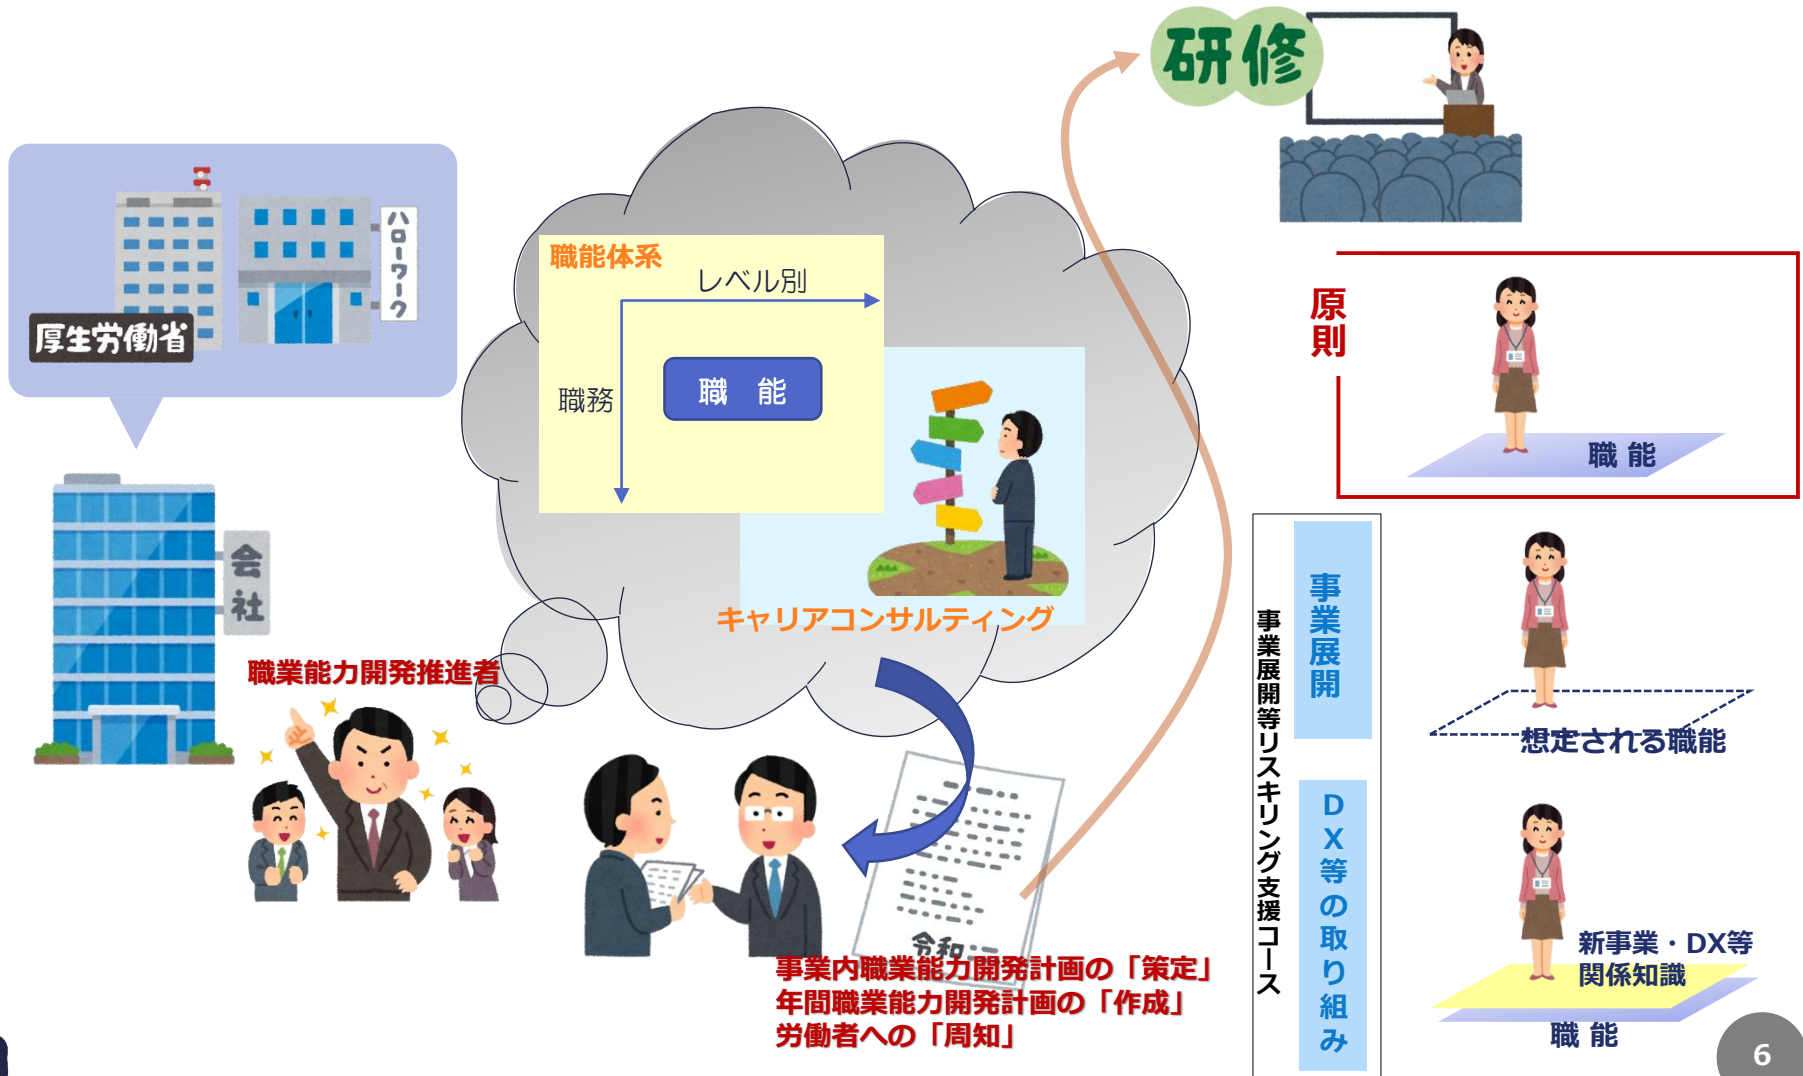 研修
ハローワーク
厚生労働省
職能体系
レベル別
職務
職　能
キャリアコンサルティング
会社
職業能力開発推進者
令和
事業内職業能力開発計画の「策定」
年間職業能力開発計画の「作成」
労働者への「周知」
原則
職 能
事業展開等リスキリング支援コース
事業展開
想定される職能
DX等の取り組み
新事業・DX等
関係知識
職 能
6